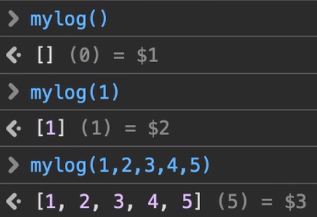 > mylog()
< [] (0) = $1
> mylog(1)
< [1] (1) = $2
> mylog(1,2,3,4,5)
< [1, 2, 3, 4, 5] (5) = $3